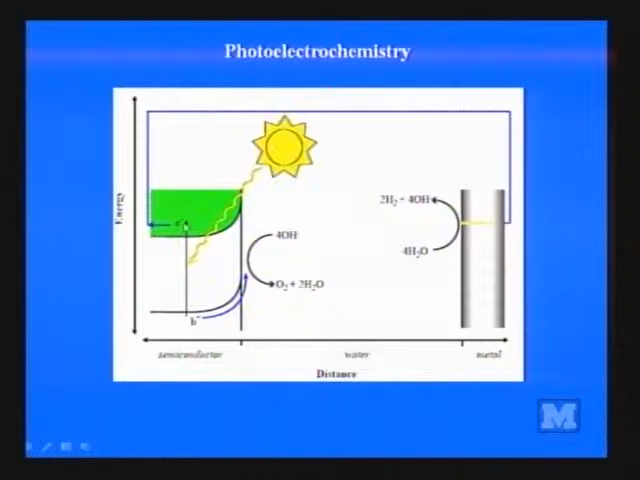 Photoelectrochemistry
Energy
e⁻
2H₂ + 4OH⁻
4OH⁻
4H₂O
O₂ + 2H₂O
h⁺
semiconductor
water
metal
Distance
M